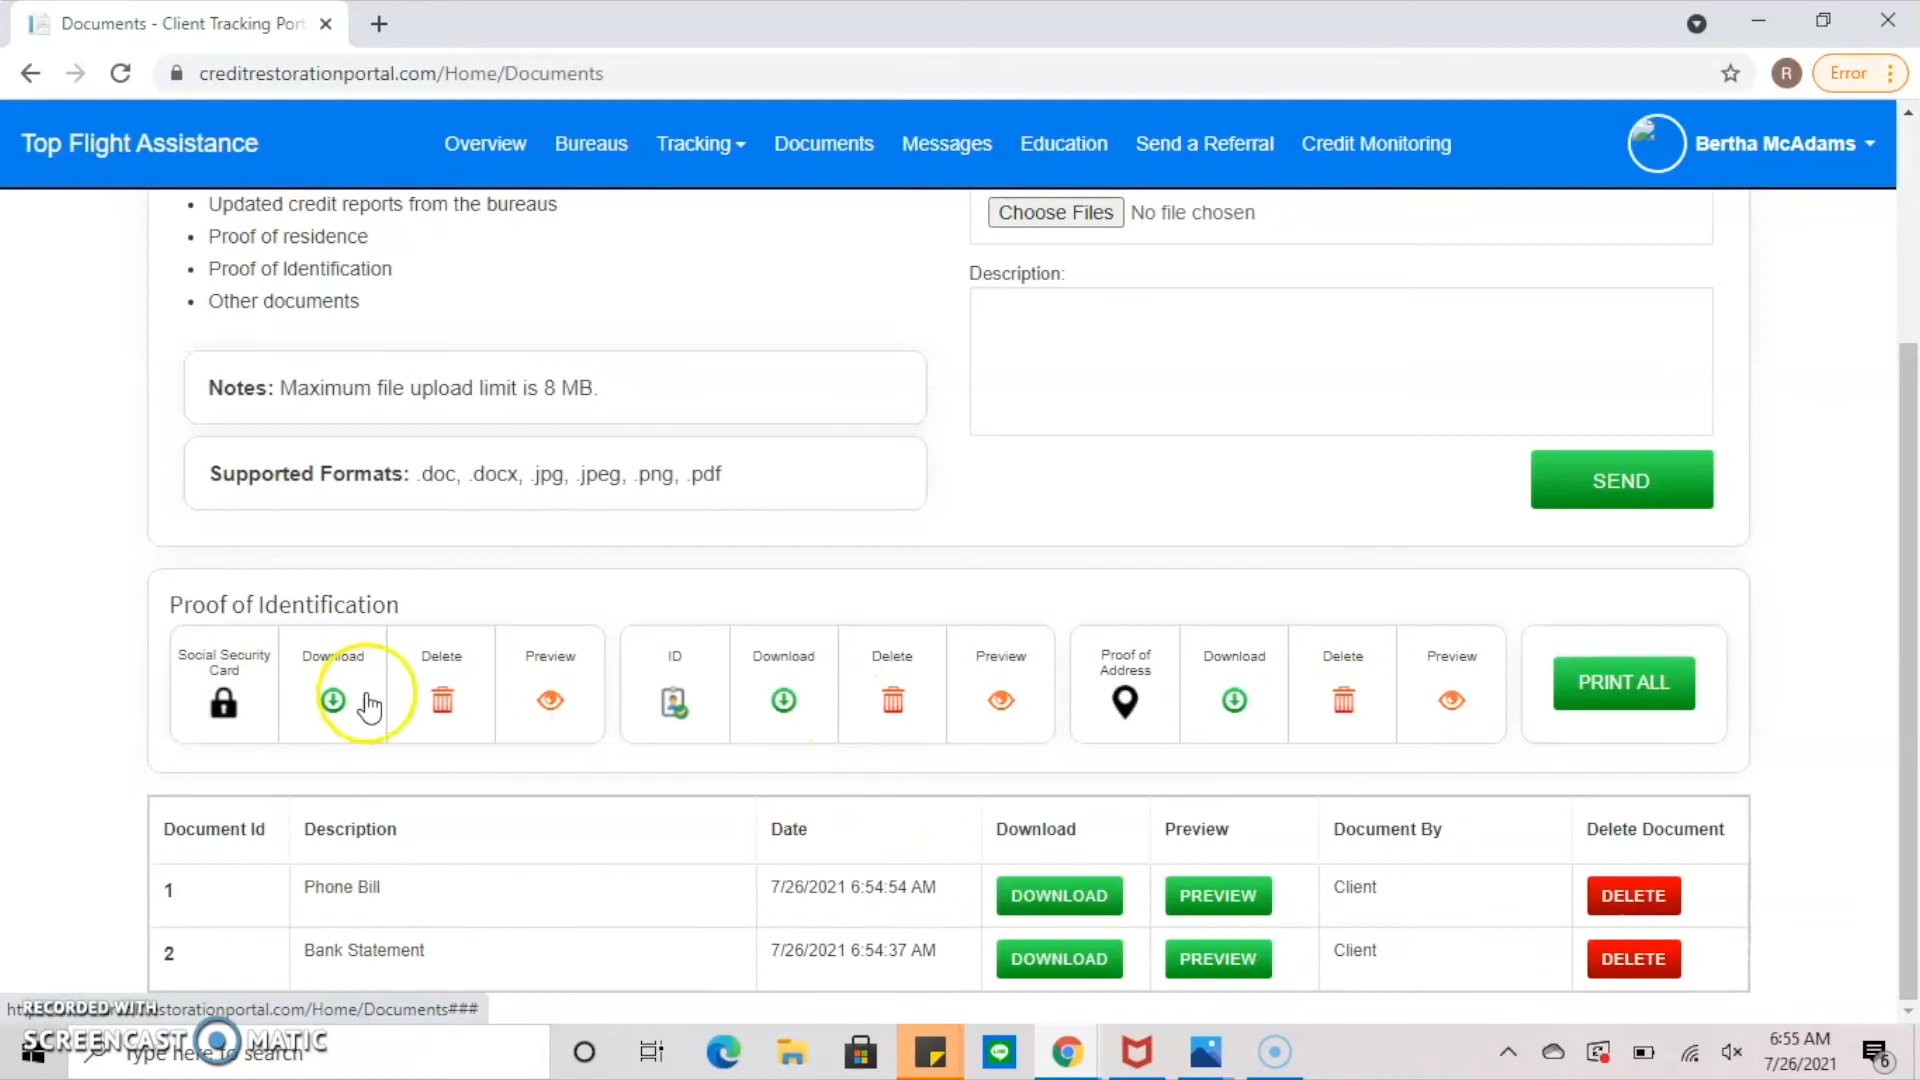 Documents - Client Tracking Port
creditrestorationportal.com/Home/Documents
R
Error
Top Flight Assistance
Overview
Bureaus
Tracking
Documents
Messages
Education
Send a Referral
Credit Monitoring
Bertha McAdams
• Updated credit reports from the bureaus
• Proof of residence
• Proof of Identification
• Other documents
Choose Files No file chosen
Description:
Notes: Maximum file upload limit is 8 MB.
Supported Formats: .doc, .docx, .jpg, .jpeg, .png, .pdf
SEND
Proof of Identification
Social Security
Card
Download
Delete
Preview
ID
Download
Delete
Preview
Proof of
Address
Download
Delete
Preview
PRINT ALL
Document Id Description Date Download Preview Document By Delete Document
1 Phone Bill 7/26/2021 6:54:54 AM DOWNLOAD PREVIEW Client DELETE
2 Bank Statement 7/26/2021 6:54:37 AM DOWNLOAD PREVIEW Client DELETE
RECORDED WITH
storationportal.com/Home/Documents###
SCREENCAST MATIC
Type here to search
6:55 AM
7/26/2021
6